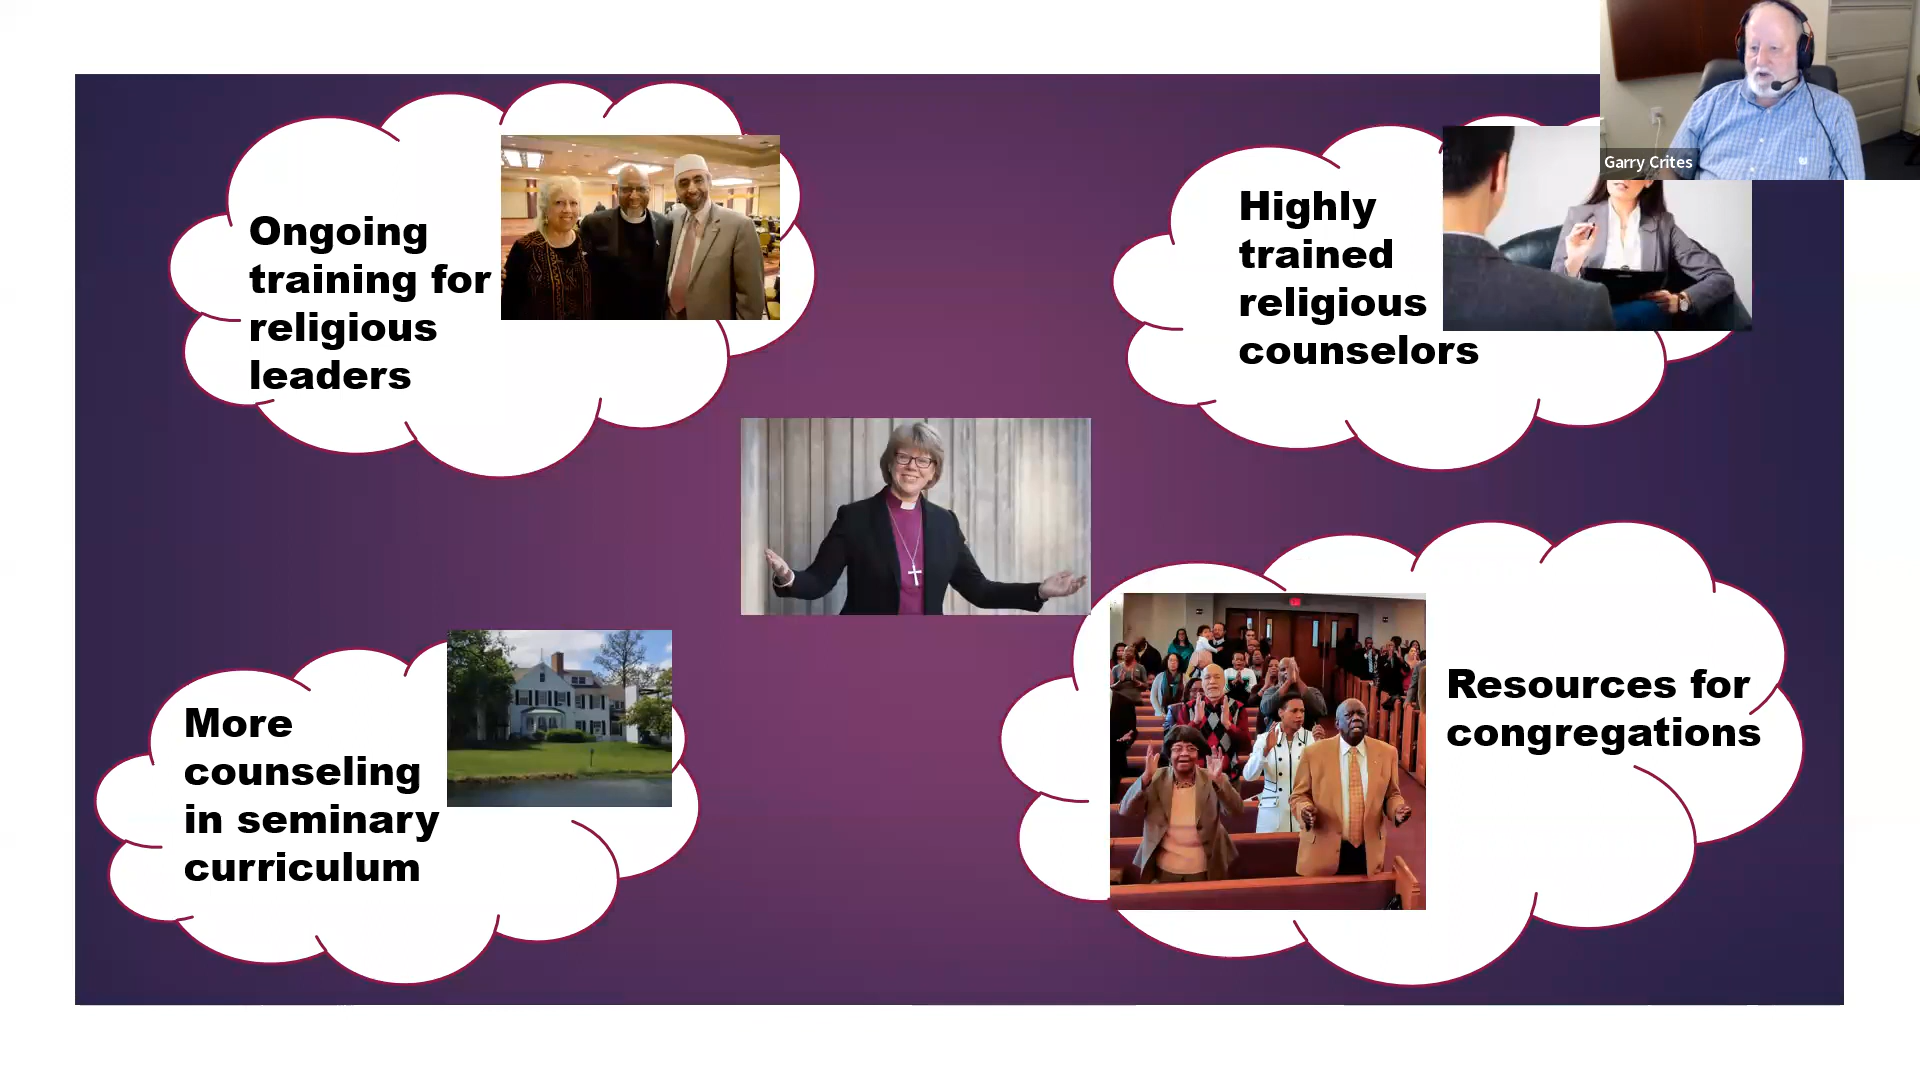 Ongoing
training for
religious
leaders
Highly
trained
religious
counselors
Garry Crites
More
counseling
in seminary
curriculum
Resources for
congregations